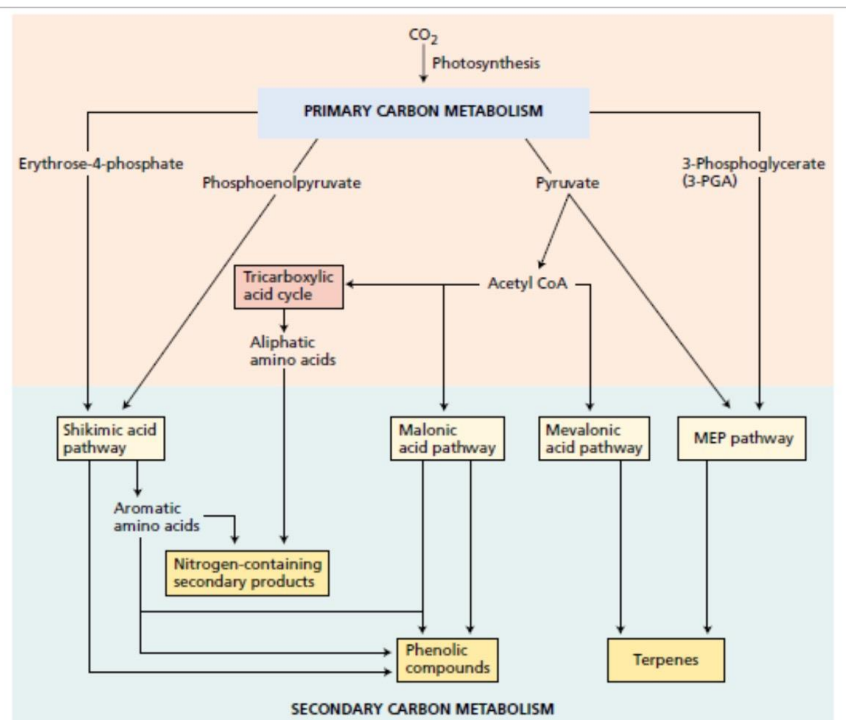 CO2
Photosynthesis
PRIMARY CARBON METABOLISM
Erythrose-4-phosphate
Phosphoenolpyruvate
Pyruvate
3-Phosphoglycerate
(3-PGA)
Tricarboxylic
acid cycle
Acetyl CoA
Aliphatic
amino acids
Shikimic acid
pathway
Malonic
acid pathway
Mevalonic
acid pathway
MEP pathway
Aromatic
amino acids
Nitrogen-containing
secondary products
Phenolic
compounds
Terpenes
SECONDARY CARBON METABOLISM